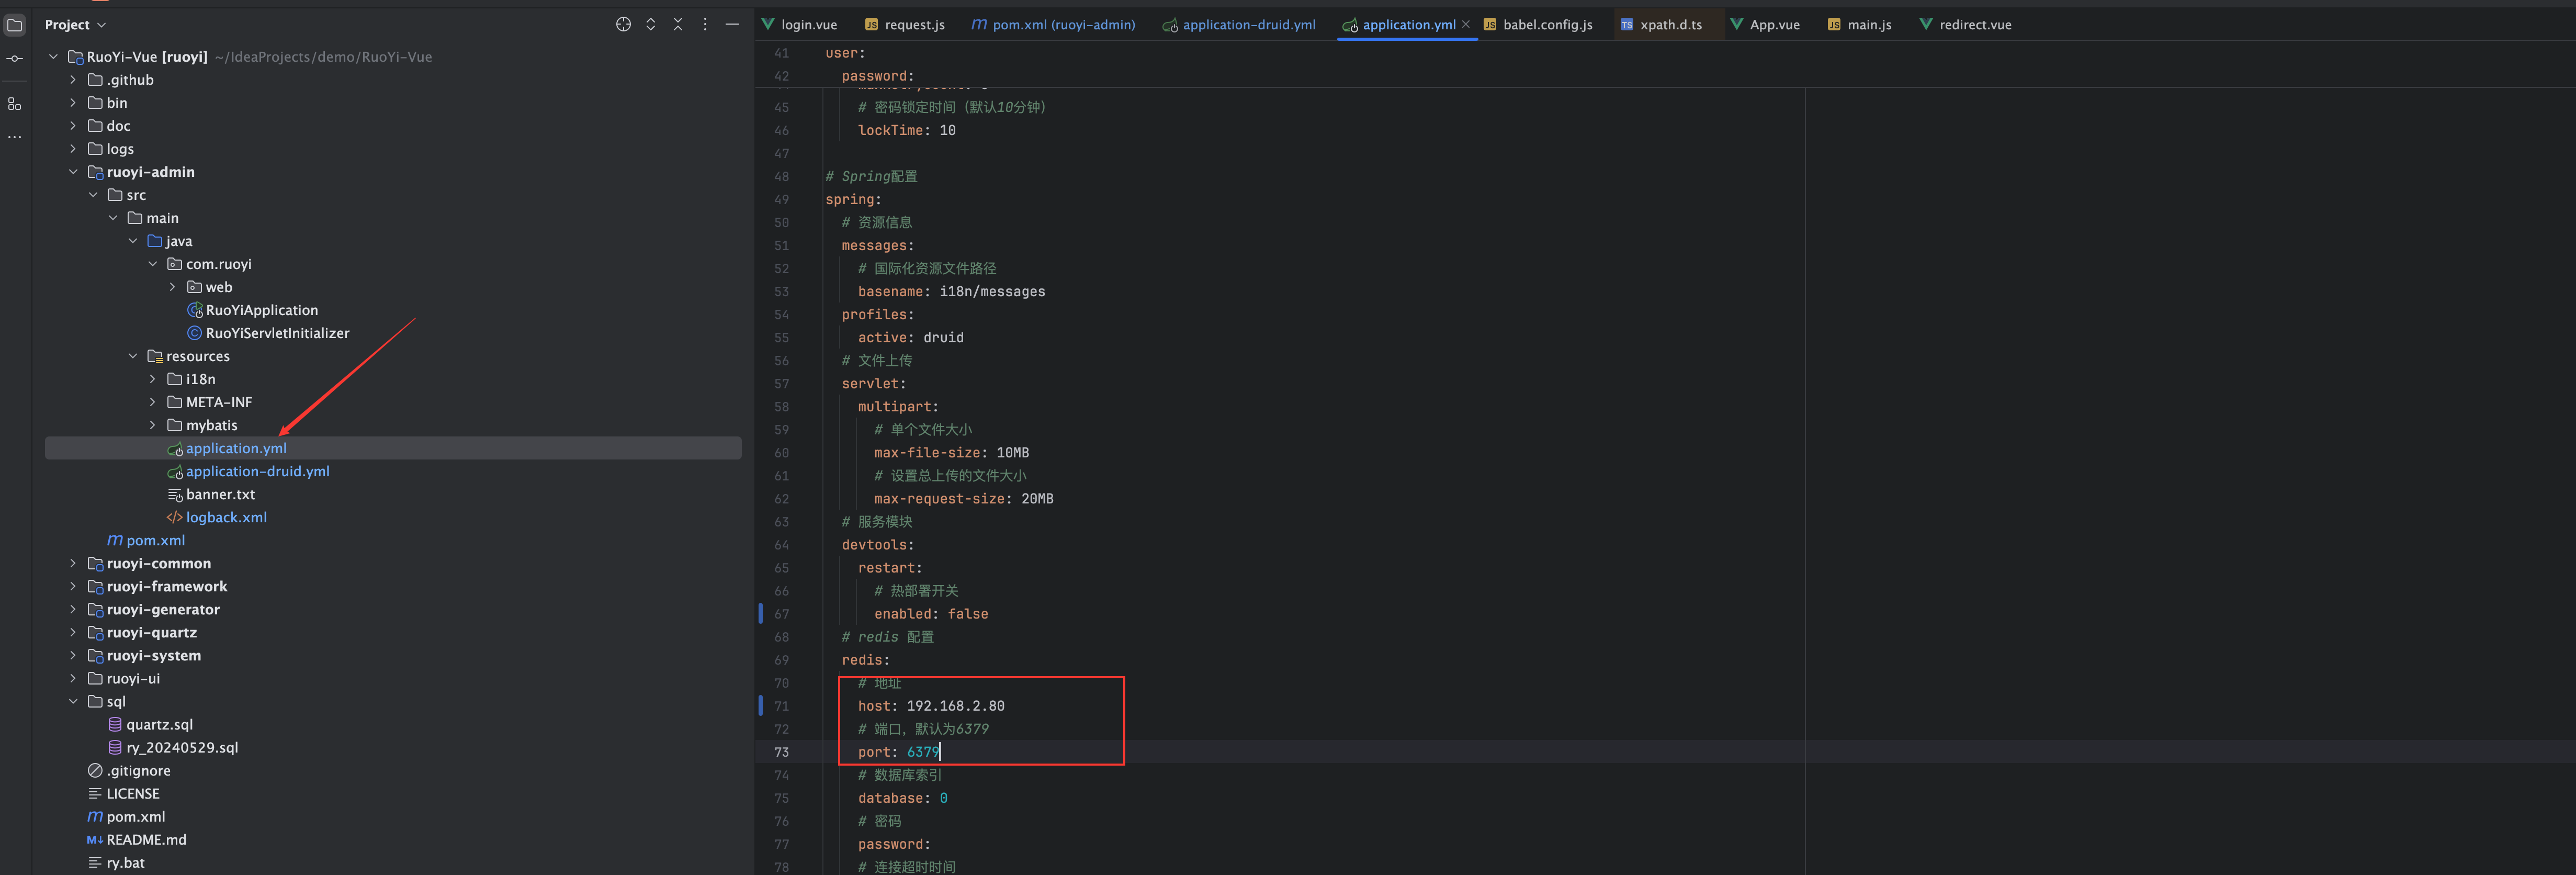 Project
RuoYi-Vue [ruoyi] ~/IdeaProjects/demo/RuoYi-Vue
.github
bin
doc
logs
ruoyi-admin
src
main
java
com.ruoyi
web
RuoYiApplication
RuoYiServletInitializer
resources
i18n
META-INF
mybatis
application.yml
application-druid.yml
banner.txt
logback.xml
pom.xml
ruoyi-common
ruoyi-framework
ruoyi-generator
ruoyi-quartz
ruoyi-system
ruoyi-ui
sql
quartz.sql
ry_20240529.sql
.gitignore
LICENSE
pom.xml
README.md
ry.bat
login.vue request.js pom.xml (ruoyi-admin) application-druid.yml application.yml babel.config.js xpath.d.ts App.vue main.js redirect.vue
41 user:
42 password:
45 # 密码锁定时间（默认10分钟）
46 lockTime: 10
47
48 # Spring配置
49 spring:
50 # 资源信息
51 messages:
52 # 国际化资源文件路径
53 basename: i18n/messages
54 profiles:
55 active: druid
56 # 文件上传
57 servlet:
58 multipart:
59 # 单个文件大小
60 max-file-size: 10MB
61 # 设置总上传的文件大小
62 max-request-size: 20MB
63 # 服务模块
64 devtools:
65 restart:
66 # 热部署开关
67 enabled: false
68 # redis 配置
69 redis:
70 # 地址
71 host: 192.168.2.80
72 # 端口，默认为6379
73 port: 6379
74 # 数据库索引
75 database: 0
76 # 密码
77 password:
78 # 连接超时时间